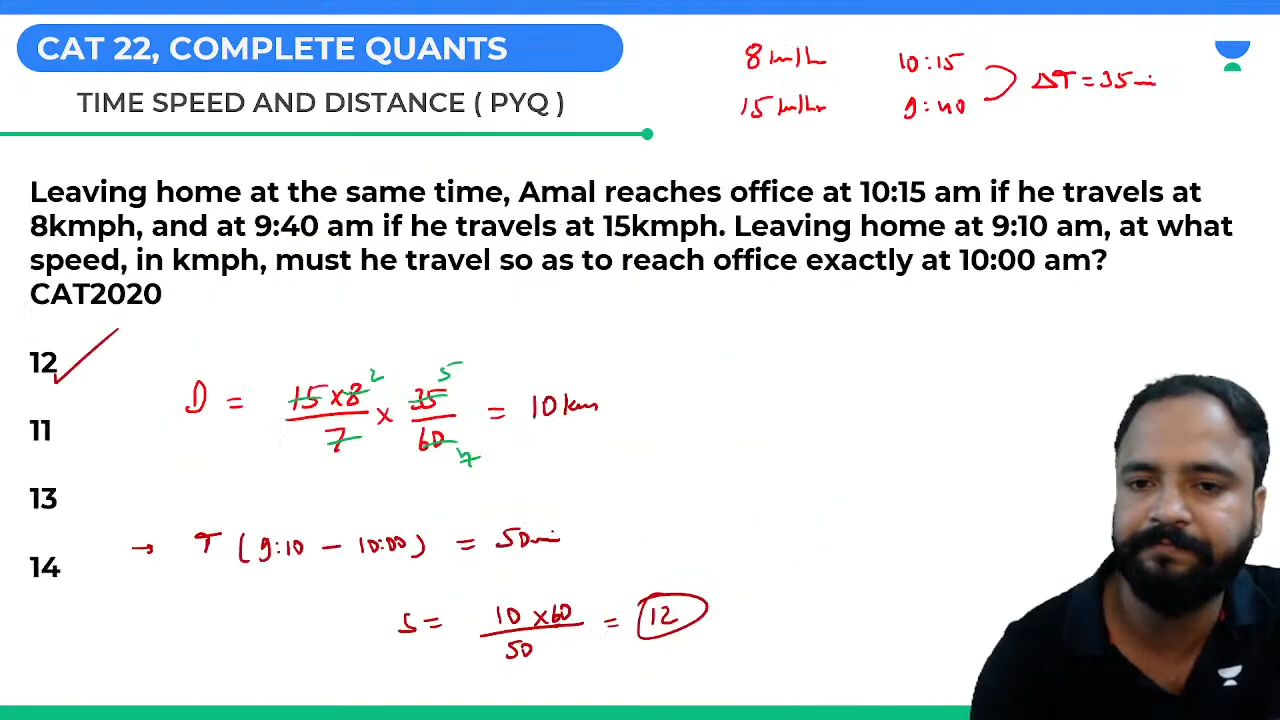 CAT 22, COMPLETE QUANTS
TIME SPEED AND DISTANCE ( PYQ )
8 km/h 10:15
15 km/hr 9:40
ΔT = 35 min
Leaving home at the same time, Amal reaches office at 10:15 am if he travels at
8kmph, and at 9:40 am if he travels at 15kmph. Leaving home at 9:10 am, at what
speed, in kmph, must he travel so as to reach office exactly at 10:00 am?
CAT2020
12
11
13
14
D = 15 × 8 / 7 × 35 / 60 = 10 km
2 5
→ T (9:10 – 10:00) = 50 min
S = 10 × 60 / 50 = 12